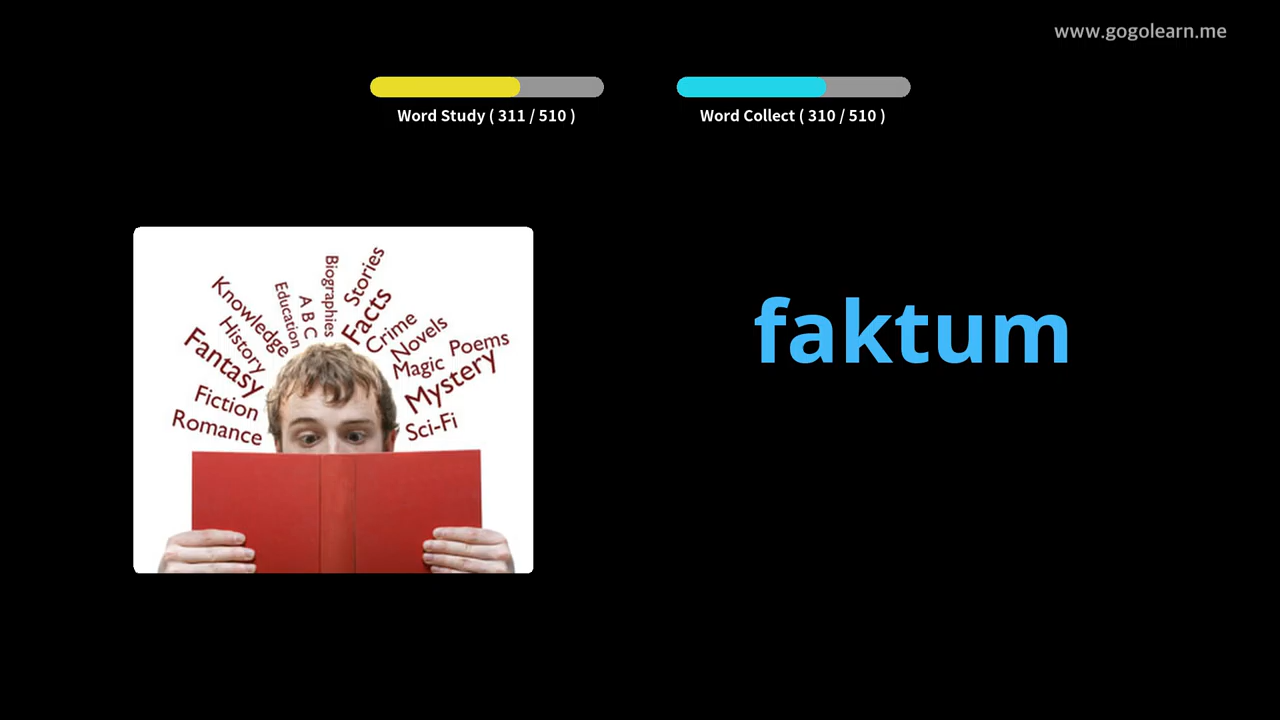 www.gogolearn.me
Word Study ( 311 / 510 )
Word Collect ( 310 / 510 )
faktum
Stories
Biographies
Facts
Education
A B C
Knowledge
Crime
Novels
History
Poems
Fantasy
Magic
Mystery
Fiction
Romance
Sci-Fi